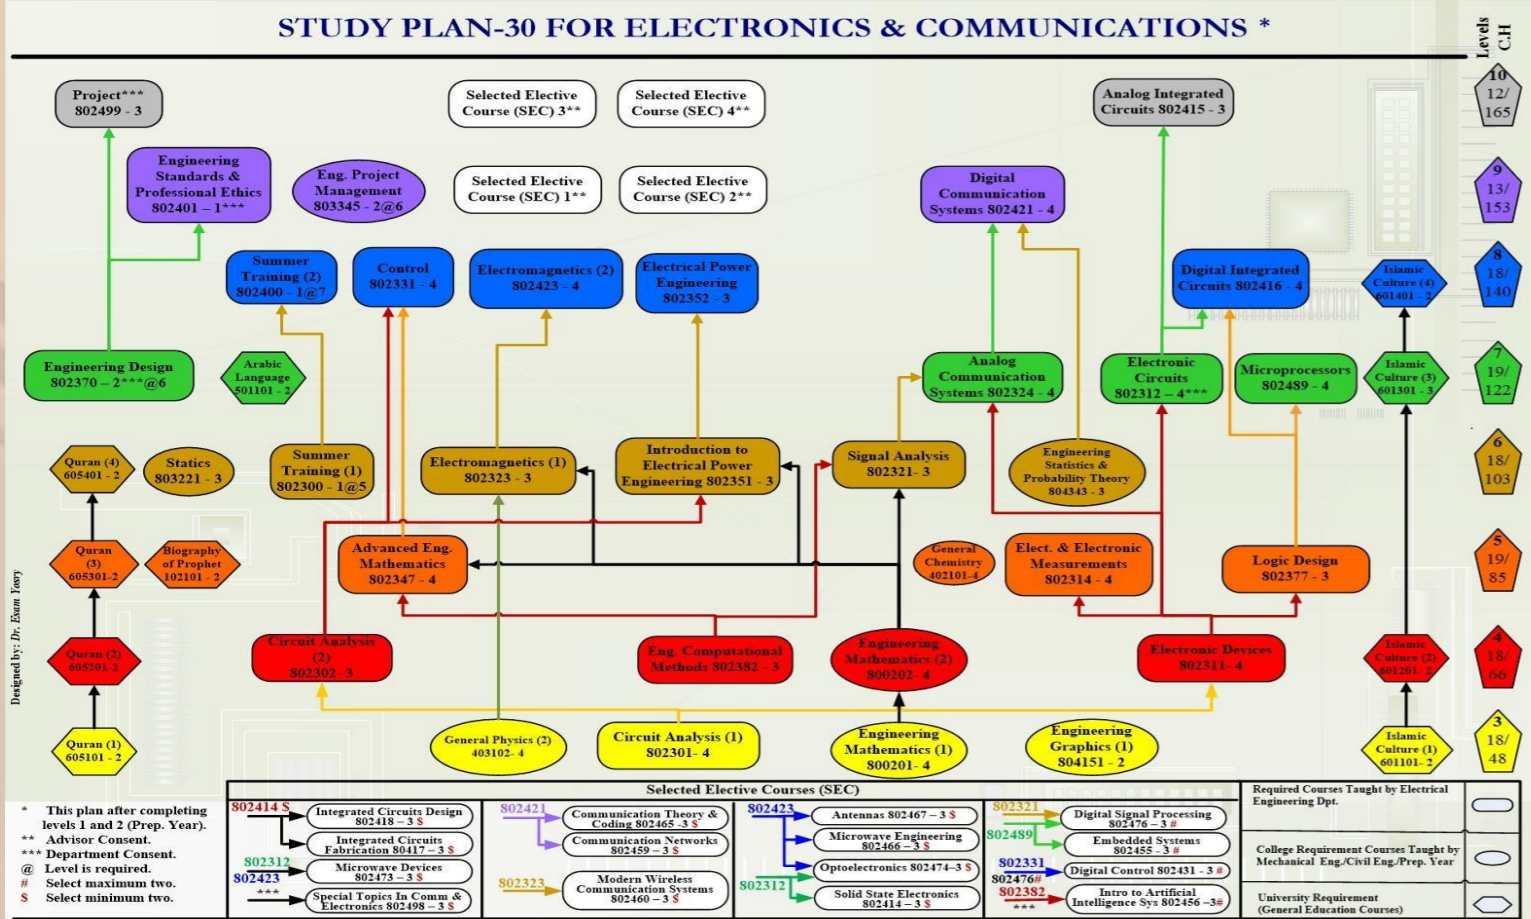 STUDY PLAN-30 FOR ELECTRONICS & COMMUNICATIONS *
Levels
C.H
Project***
802499 - 3
Selected Elective
Course (SEC) 3**
Selected Elective
Course (SEC) 4**
Analog Integrated
Circuits 802415 - 3
10
12/
165
Engineering
Standards &
Professional Ethics
802401 – 1***
Eng. Project
Management
803345 - 2@6
Selected Elective
Course (SEC) 1**
Selected Elective
Course (SEC) 2**
Digital
Communication
Systems 802421 - 4
9
13/
153
Summer
Training (2)
802400 - 1@7
Control
802331 - 4
Electromagnetics (2)
802423 - 4
Electrical Power
Engineering
802352 - 3
Digital Integrated
Circuits 802416 - 4
Islamic
Culture (4)
601401 - 2
8
18/
140
Engineering Design
802370 – 2***@6
Arabic
Language
501101 - 2
Analog
Communication
Systems 802324 - 4
Electronic
Circuits
802312 – 4***
Microprocessors
802489 - 4
Islamic
Culture (3)
601301 - 3
7
19/
122
Quran (4)
605401 - 2
Statics
803221 - 3
Summer
Training (1)
802300 - 1@5
Electromagnetics (1)
802323 - 3
Introduction to
Electrical Power
Engineering 802351 - 3
Signal Analysis
802321- 3
Engineering
Statistics &
Probability Theory
804343 - 3
6
18/
103
Quran
(3)
605301-2
Biography
of Prophet
102101 - 2
Advanced Eng.
Mathematics
802347 - 4
General
Chemistry
402101-4
Elect. & Electronic
Measurements
802314 - 4
Logic Design
802377 - 3
5
19/
85
Quran (2)
605201-2
Circuit Analysis
(2)
802302- 3
Eng. Computational
Methods 802382 - 3
Engineering
Mathematics (2)
800202- 4
Electronic Devices
802311- 4
Islamic
Culture (2)
601201 - 2
4
18/
66
Quran (1)
605101 - 2
General Physics (2)
403102- 4
Circuit Analysis (1)
802301- 4
Engineering
Mathematics (1)
800201- 4
Engineering
Graphics (1)
804151 - 2
Islamic
Culture (1)
601101- 2
3
18/
48
Designed by: Dr. Esam Yosry
* This plan after completing
levels 1 and 2 (Prep. Year).
** Advisor Consent.
*** Department Consent.
@ Level is required.
# Select maximum two.
$ Select minimum two.
Selected Elective Courses (SEC)
802414 $
Integrated Circuits Design
802418 – 3 $
Integrated Circuits
Fabrication 80417 – 3 $
802312
802423
Microwave Devices
802473 – 3 $
***
Special Topics In Comm &
Electronics 802498 – 3 $
802421
Communication Theory &
Coding 802465 -3 $
Communication Networks
802459 – 3 $
802323
Modern Wireless
Communication Systems
802460 – 3 $
802423
Antennas 802467 – 3 $
Microwave Engineering
802466 – 3 $
Optoelectronics 802474–3 $
802312
Solid State Electronics
802414 – 3 $
802321
Digital Signal Processing
802476 – 3 #
802489
Embedded Systems
802455 - 3 #
802331
Digital Control 802431 - 3 #
802476#
802382
***
Intro to Artificial
Intelligence Sys 802456 –3#
Required Courses Taught by Electrical
Engineering Dpt.
College Requirement Courses Taught by
Mechanical Eng./Civil Eng./Prep. Year
University Requirement
(General Education Courses)